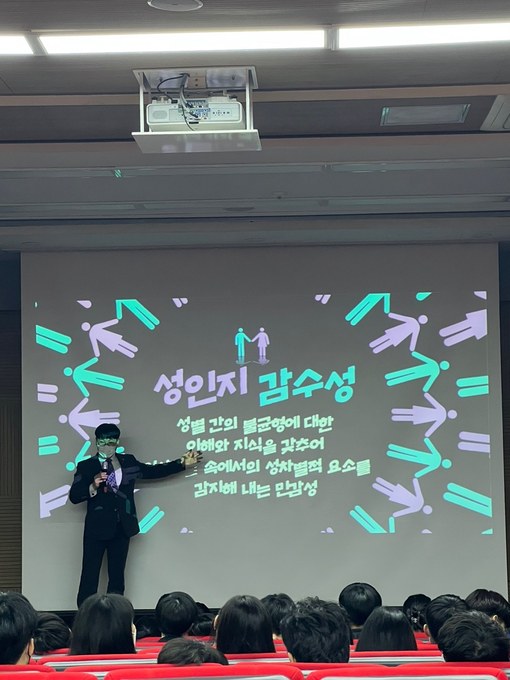 성인지 감수성
성별 간의 불균형에 대한
이해와 지식을 갖추어
속에서의 성차별적 요소를
감지해 내는 민감성